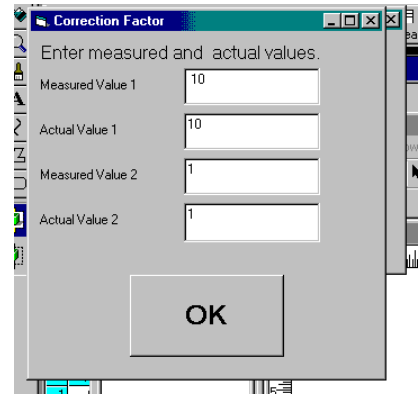 Correction Factor
Enter measured and actual values.
Measured Value 1
10
Actual Value 1
10
Measured Value 2
1
Actual Value 2
1
OK